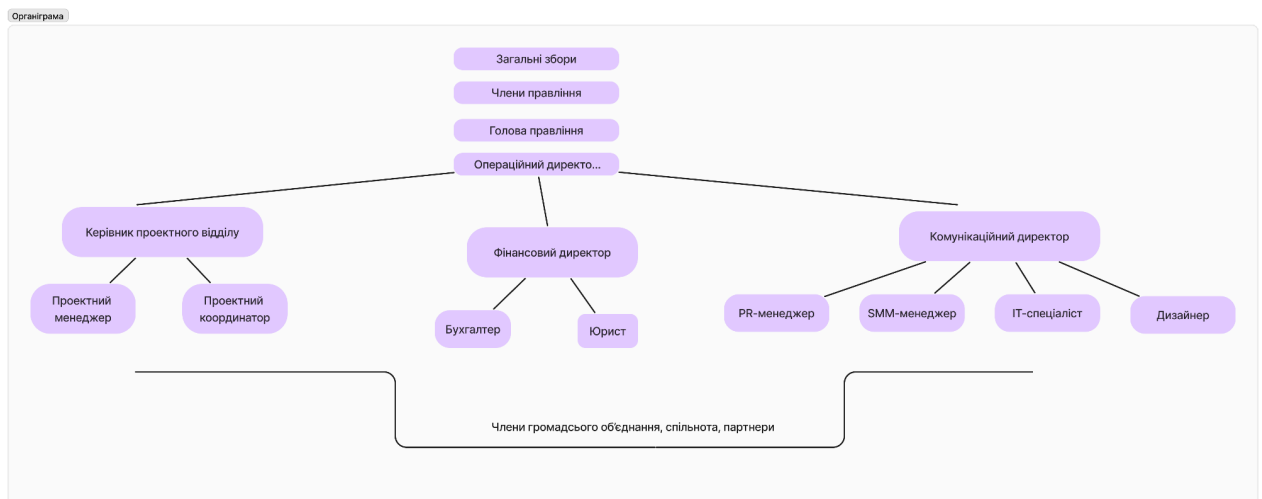 Органіграма
Загальні збори
Члени правління
Голова правління
Операційний директо...
Керівник проектного відділу
Фінансовий директор
Комунікаційний директор
Проектний
менеджер
Проектний
координатор
Бухгалтер
Юрист
PR-менеджер
SMM-менеджер
IT-спеціаліст
Дизайнер
Члени громадсього об'єднання, спільнота, партнери